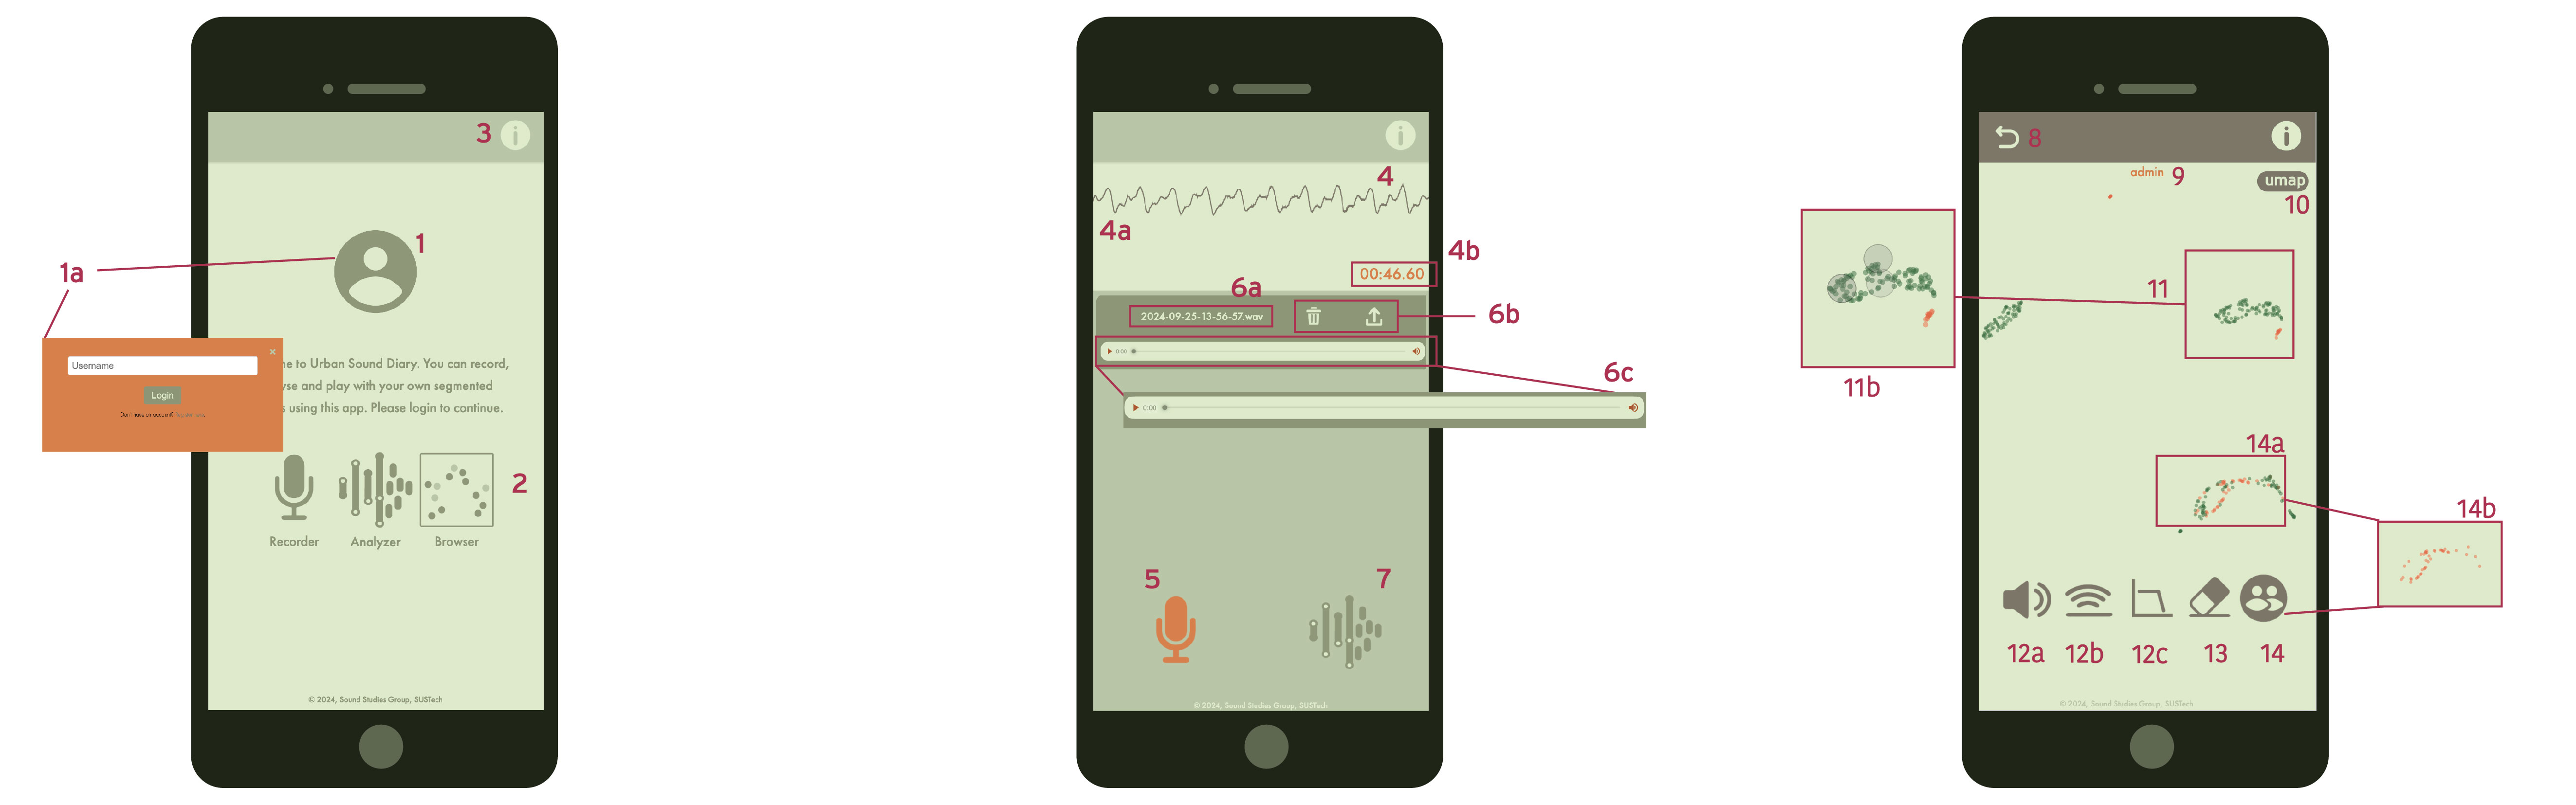 3
1
1a
Username
×
Login
Don't have an account?
e to Urban Sound Diary. You can record,
se and play with your own segmented
s using this app. Please login to continue.
2
Recorder Analyzer Browser
© 2024, Sound Studies Group, SUSTech
4
4a
4b
00:46.60
6a
2024-09-25-13-56-57.wav
6b
0:00
6c
0:00
5
7
© 2024, Sound Studies Group, SUSTech
8
admin 9
umap
10
11
11b
14a
14b
12a 12b 12c 13 14
© 2024, Sound Studies Group, SUSTech